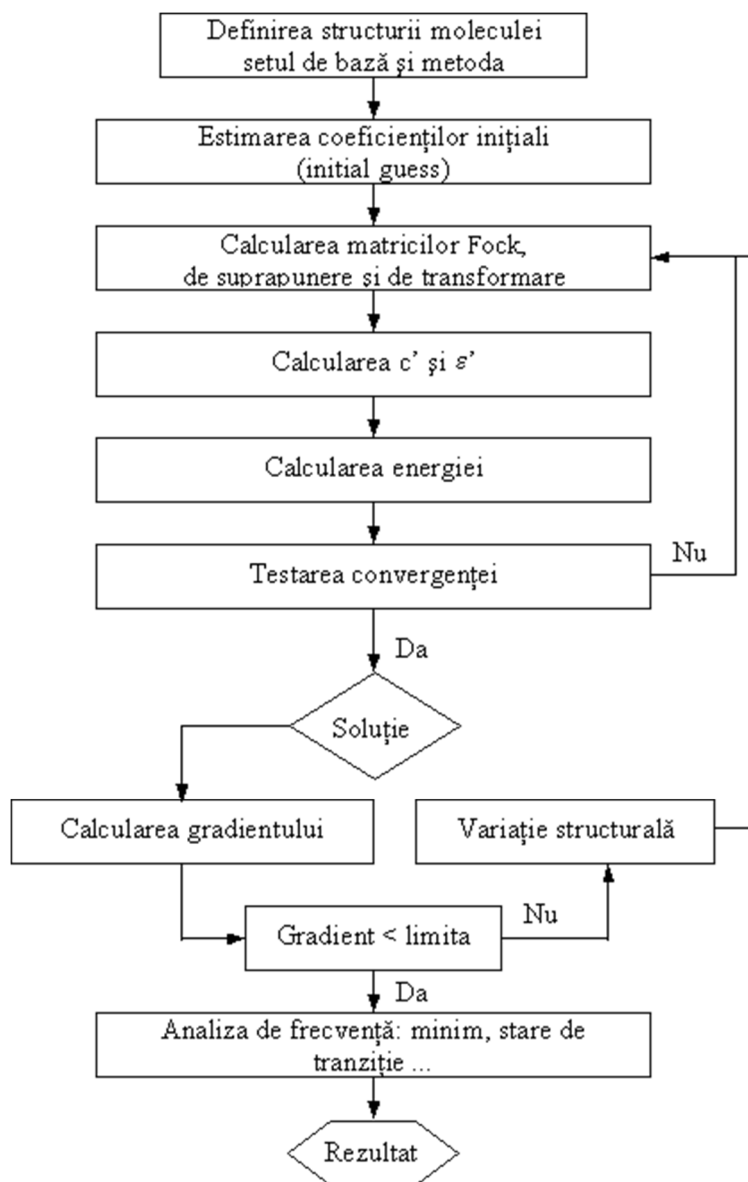 Definirea structurii moleculei
setul de bază şi metoda
Estimarea coeficienţilor iniţiali
(initial guess)
Calcularea matricilor Fock,
de suprapunere şi de transformare
Calcularea c’ şi ε’
Calcularea energiei
Testarea convergenţei
Nu
Da
Soluţie
Calcularea gradientului
Variaţie structurală
Gradient < limita
Nu
Da
Analiza de frecvenţă: minim, stare de
tranziţie ...
Rezultat